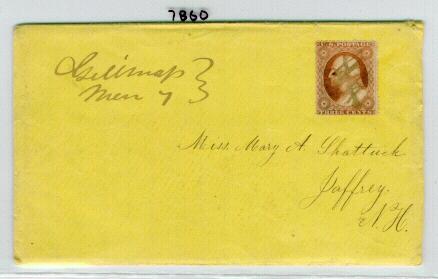 7860
U.S. POSTAGE
THREE CENTS
Miss. Mary A. Shattuck
Jaffrey.
N.H.